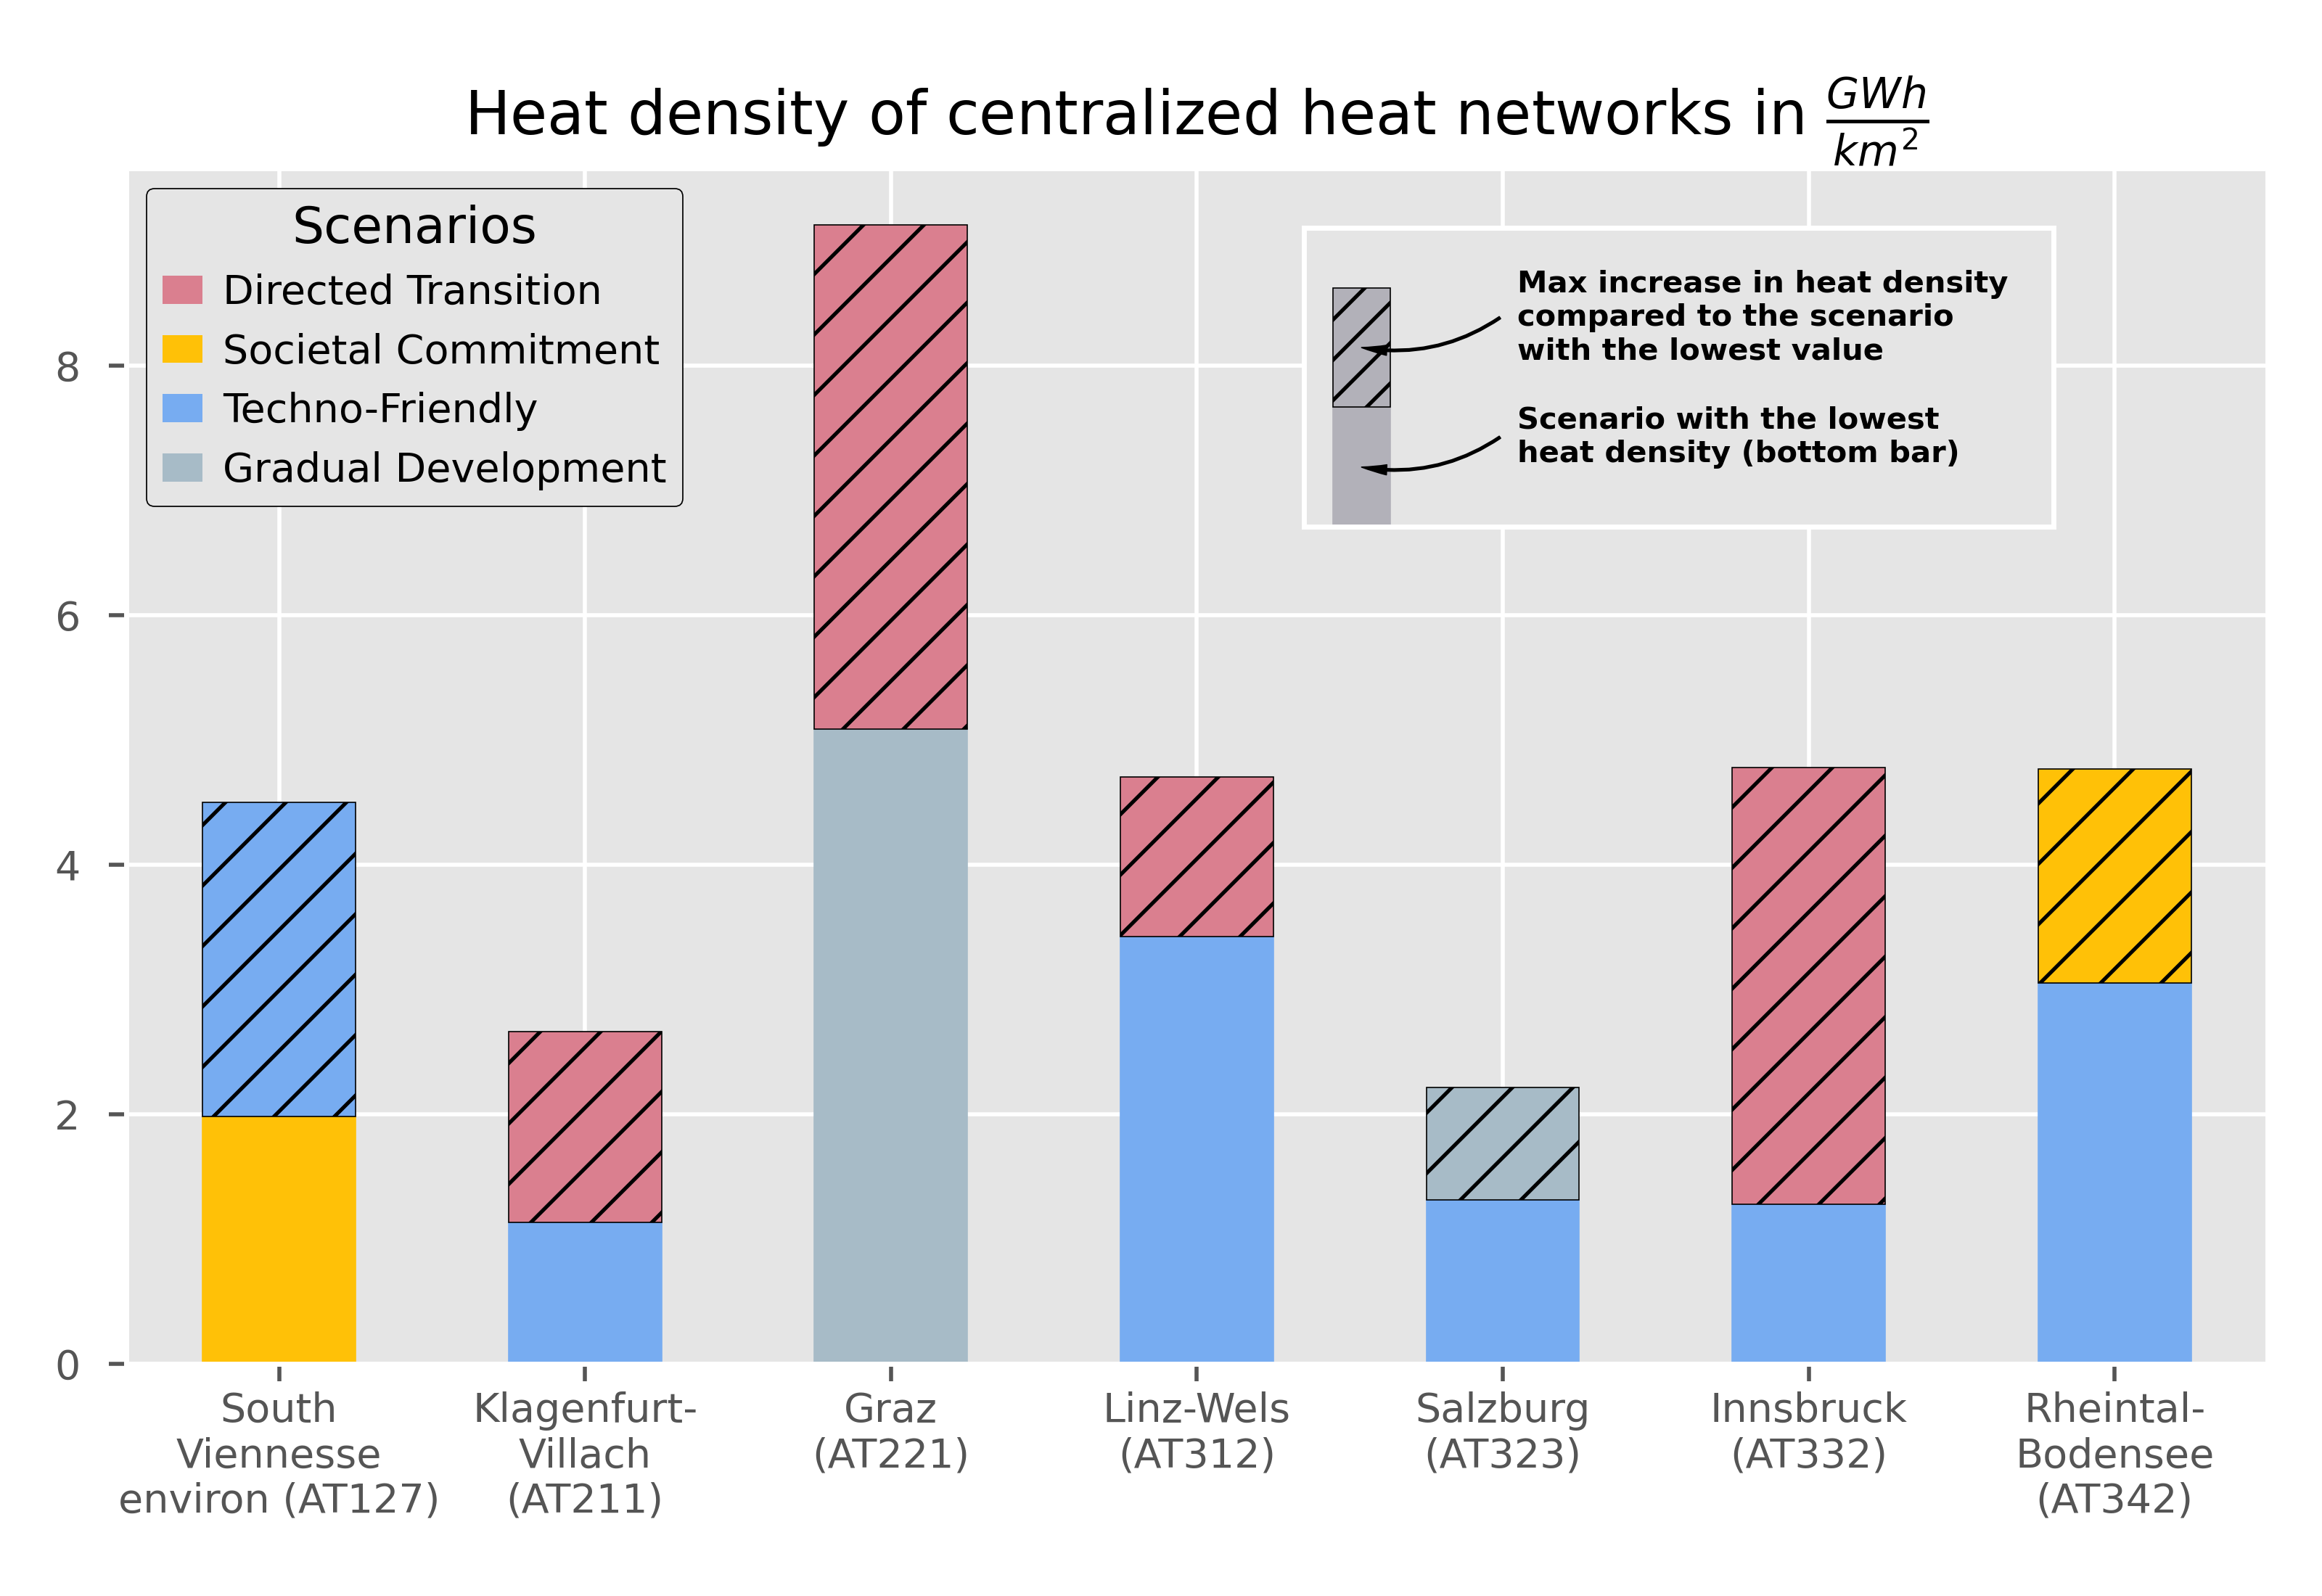 Heat density of centralized heat networks in GWh/km²
Scenarios
Directed Transition
Societal Commitment
Techno-Friendly
Gradual Development
Max increase in heat density
compared to the scenario
with the lowest value
Scenario with the lowest
heat density (bottom bar)
8
6
4
2
0
South
Viennesse
environ (AT127)
Klagenfurt-
Villach
(AT211)
Graz
(AT221)
Linz-Wels
(AT312)
Salzburg
(AT323)
Innsbruck
(AT332)
Rheintal-
Bodensee
(AT342)